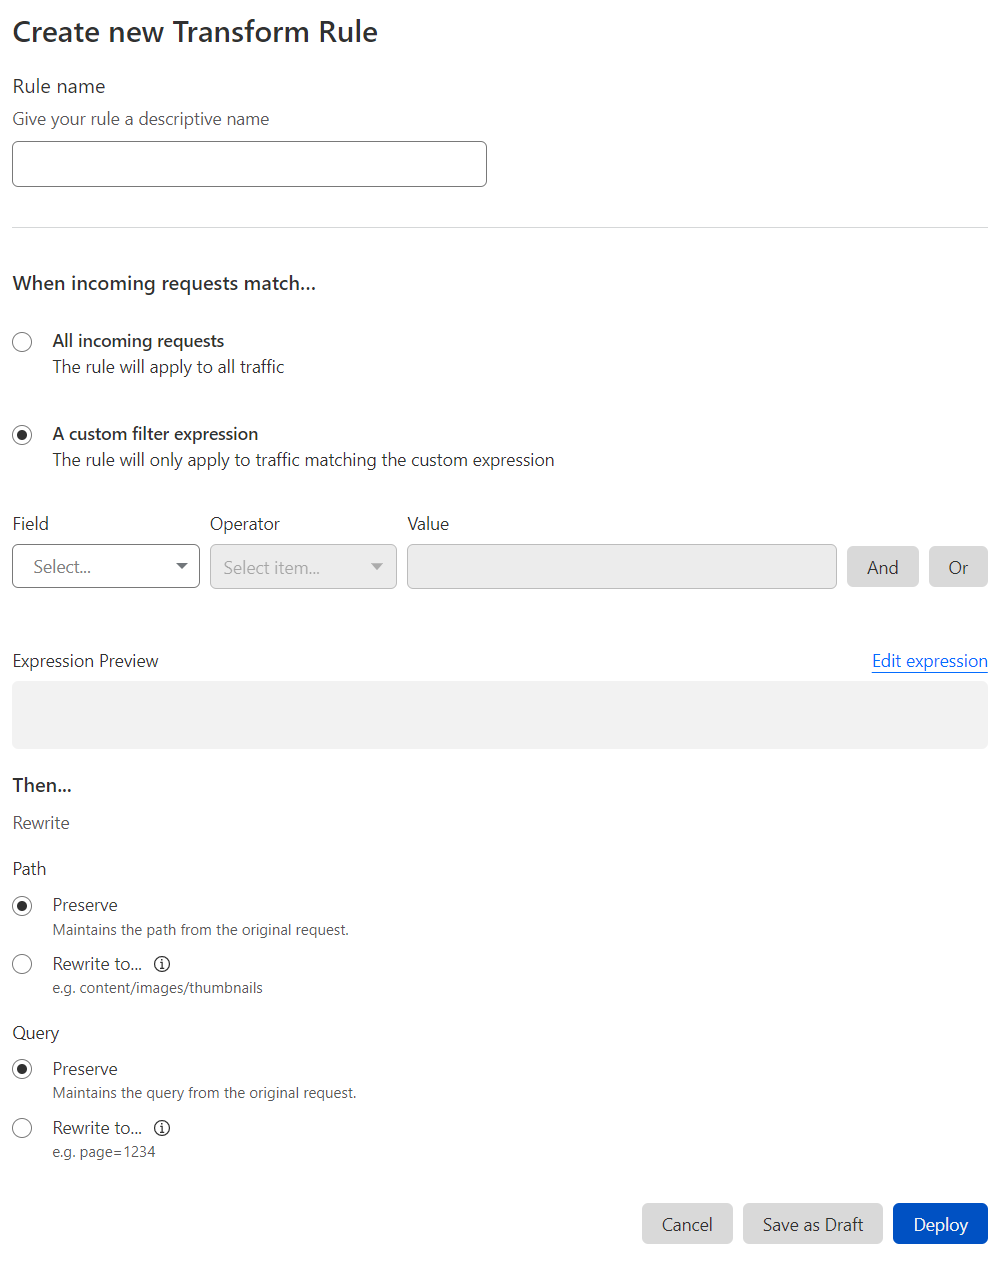 Create new Transform Rule
Rule name
Give your rule a descriptive name
When incoming requests match...
All incoming requests
The rule will apply to all traffic
A custom filter expression
The rule will only apply to traffic matching the custom expression
Field Operator Value
Select... Select item... And Or
Expression Preview Edit expression
Then...
Rewrite
Path
Preserve
Maintains the path from the original request.
Rewrite to...
e.g. content/images/thumbnails
Query
Preserve
Maintains the query from the original request.
Rewrite to...
e.g. page=1234
Cancel Save as Draft Deploy